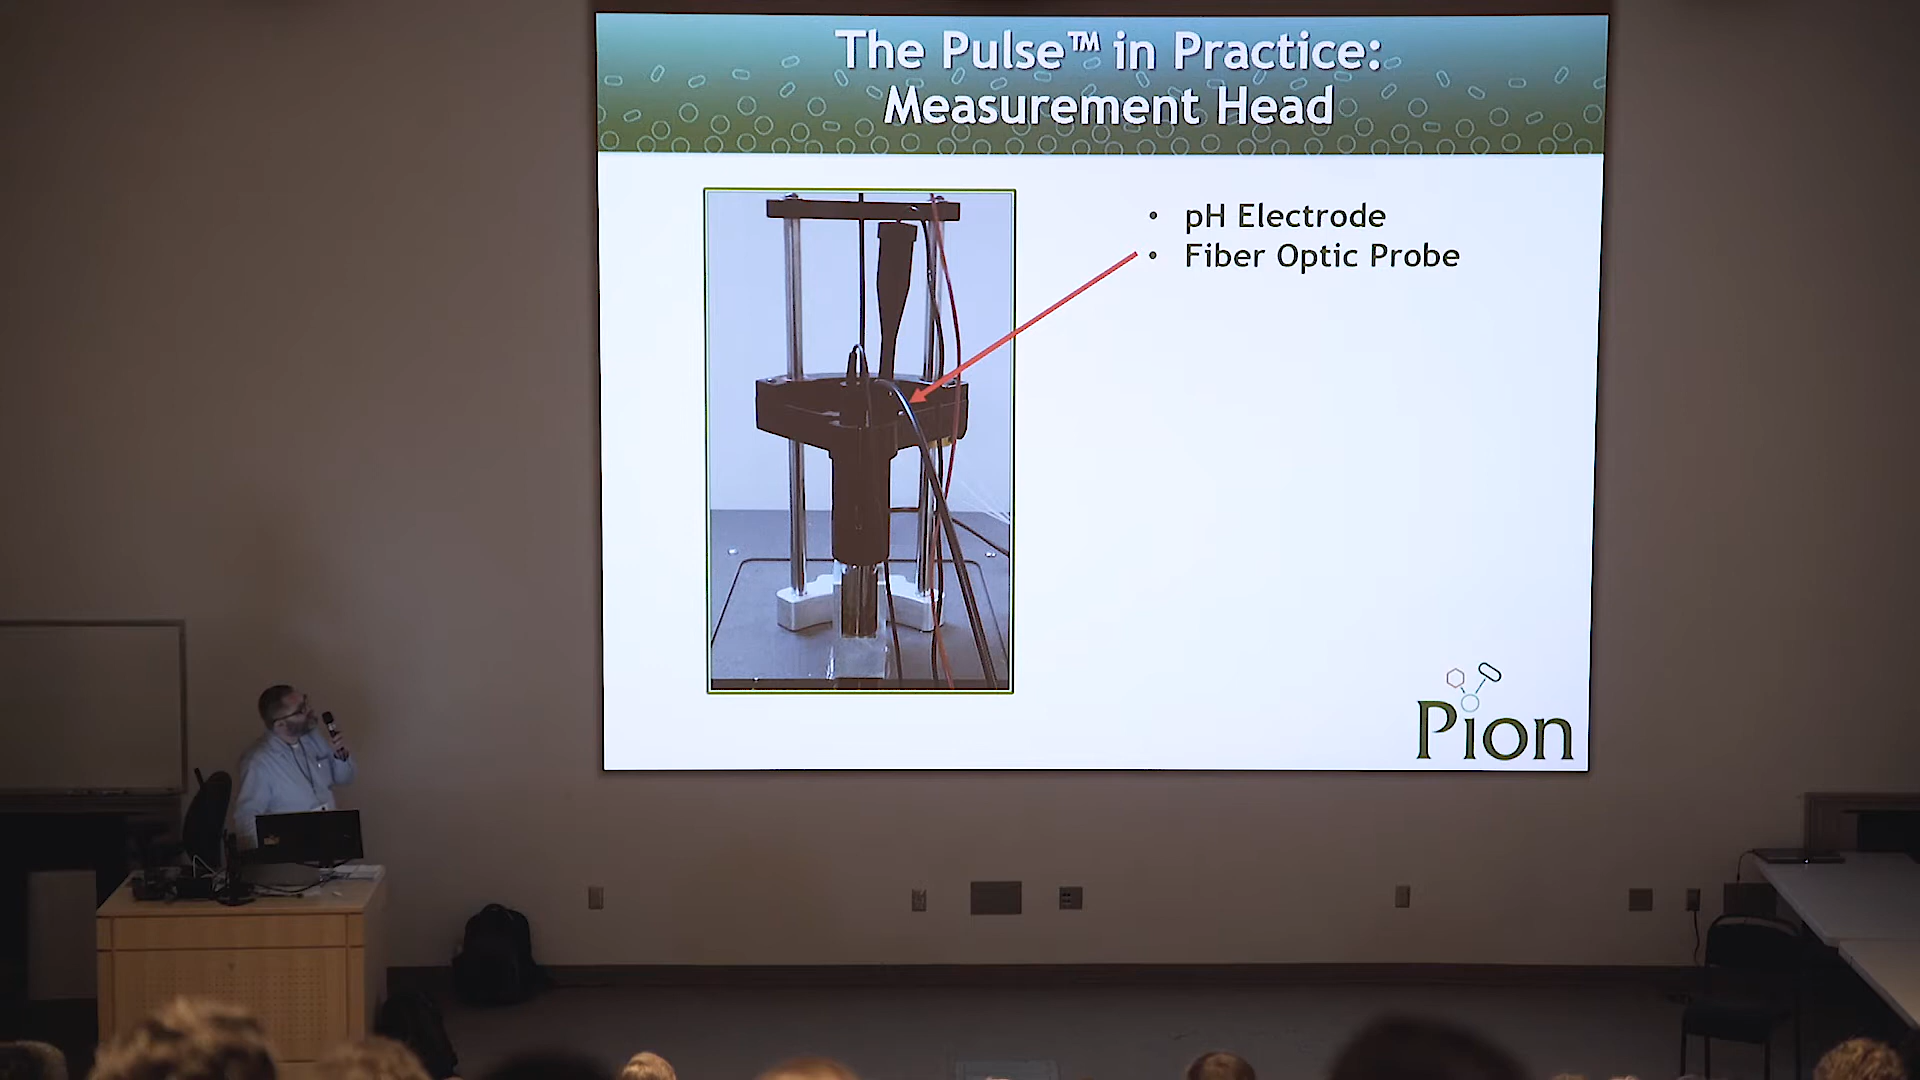 The Pulse™ in Practice:
Measurement Head
• pH Electrode
• Fiber Optic Probe
Pion